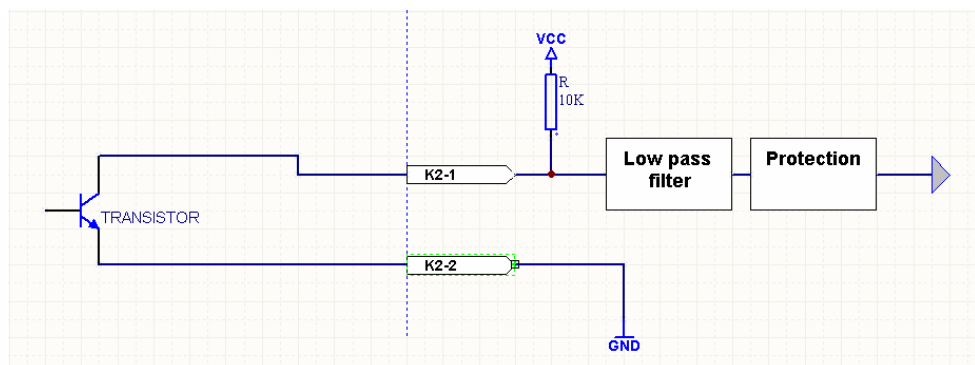 VCC
R
10K
K2-1
Low pass
filter
Protection
TRANSISTOR
K2-2
GND